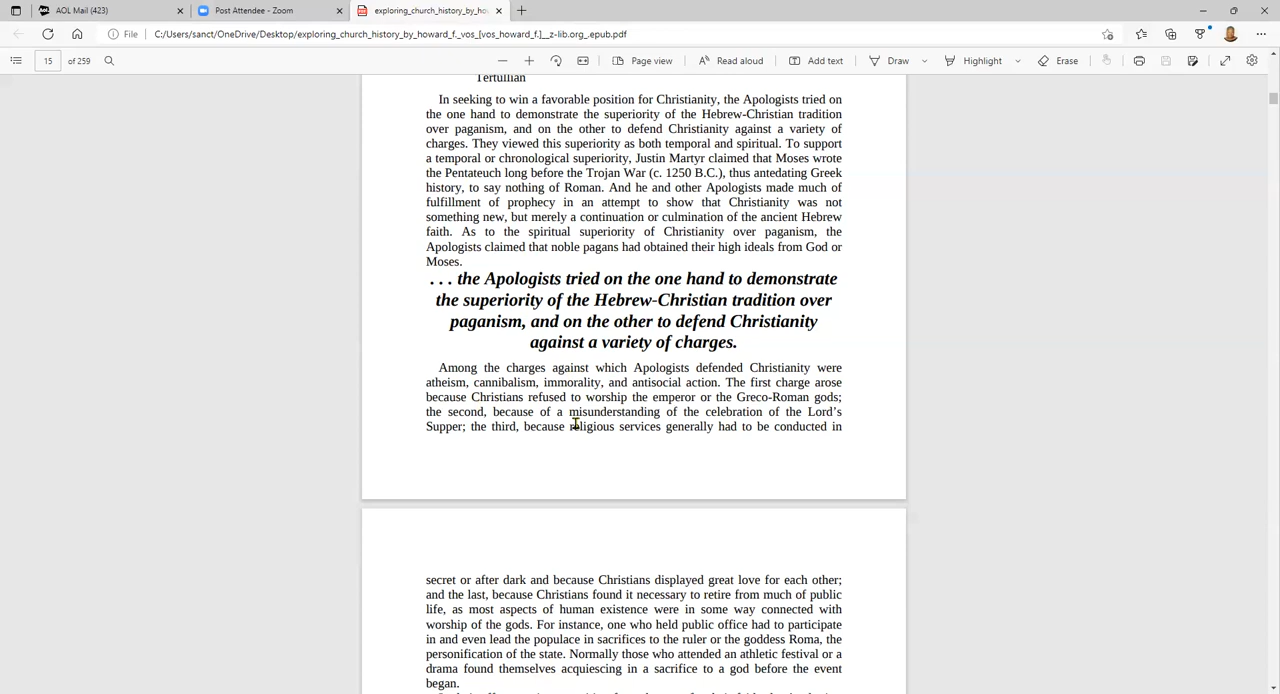 AOL Mail (423)
Post Attendee - Zoom
exploring_church_history_by_ho
File
C:/Users/sanct/OneDrive/Desktop/exploring_church_history_by_howard_f._vos_[vos_howard_f.]__z-lib.org_.epub.pdf
15 of 259
Page view
Read aloud
Add text
Draw
Highlight
Erase
Tertullian
In seeking to win a favorable position for Christianity, the Apologists tried on
the one hand to demonstrate the superiority of the Hebrew-Christian tradition
over paganism, and on the other to defend Christianity against a variety of
charges. They viewed this superiority as both temporal and spiritual. To support
a temporal or chronological superiority, Justin Martyr claimed that Moses wrote
the Pentateuch long before the Trojan War (c. 1250 B.C.), thus antedating Greek
history, to say nothing of Roman. And he and other Apologists made much of
fulfillment of prophecy in an attempt to show that Christianity was not
something new, but merely a continuation or culmination of the ancient Hebrew
faith. As to the spiritual superiority of Christianity over paganism, the
Apologists claimed that noble pagans had obtained their high ideals from God or
Moses.
. . . the Apologists tried on the one hand to demonstrate
the superiority of the Hebrew-Christian tradition over
paganism, and on the other to defend Christianity
against a variety of charges.
Among the charges against which Apologists defended Christianity were
atheism, cannibalism, immorality, and antisocial action. The first charge arose
because Christians refused to worship the emperor or the Greco-Roman gods;
the second, because of a misunderstanding of the celebration of the Lord's
Supper; the third, because religious services generally had to be conducted in
secret or after dark and because Christians displayed great love for each other;
and the last, because Christians found it necessary to retire from much of public
life, as most aspects of human existence were in some way connected with
worship of the gods. For instance, one who held public office had to participate
in and even lead the populace in sacrifices to the ruler or the goddess Roma, the
personification of the state. Normally those who attended an athletic festival or a
drama found themselves acquiescing in a sacrifice to a god before the event
began.